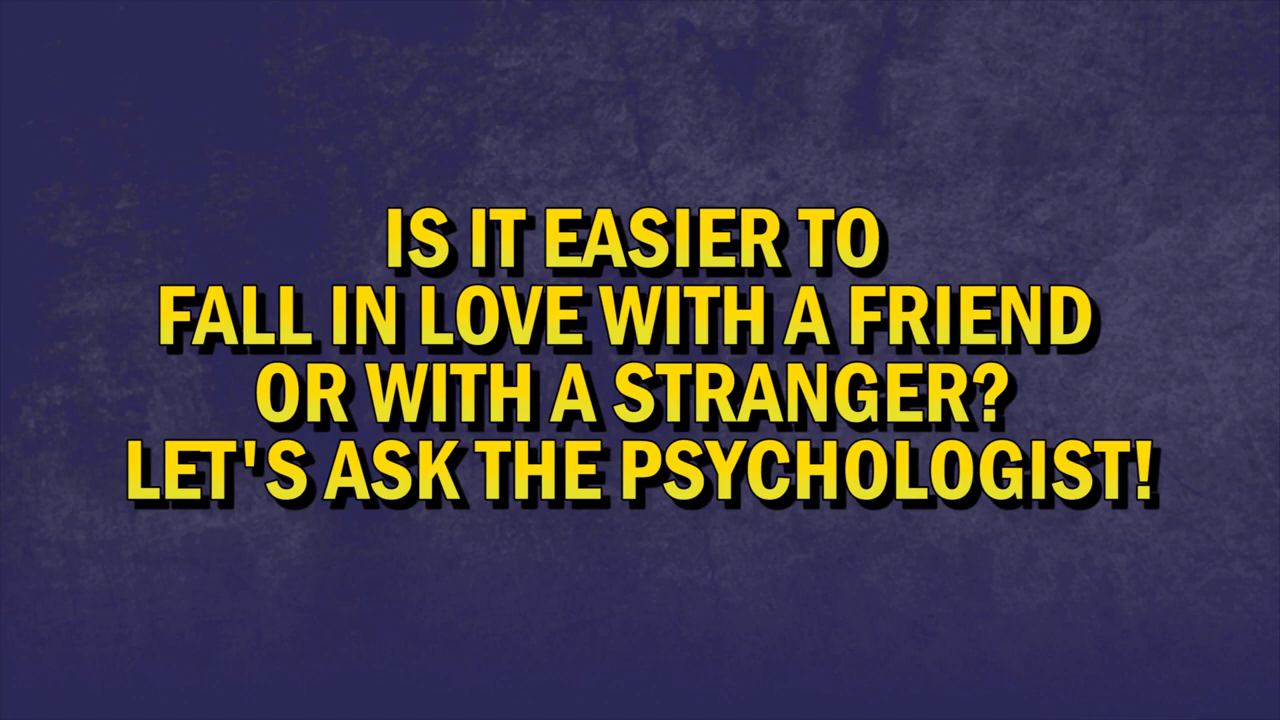 IS IT EASIER TO
FALL IN LOVE WITH A FRIEND
OR WITH A STRANGER?
LET'S ASK THE PSYCHOLOGIST!